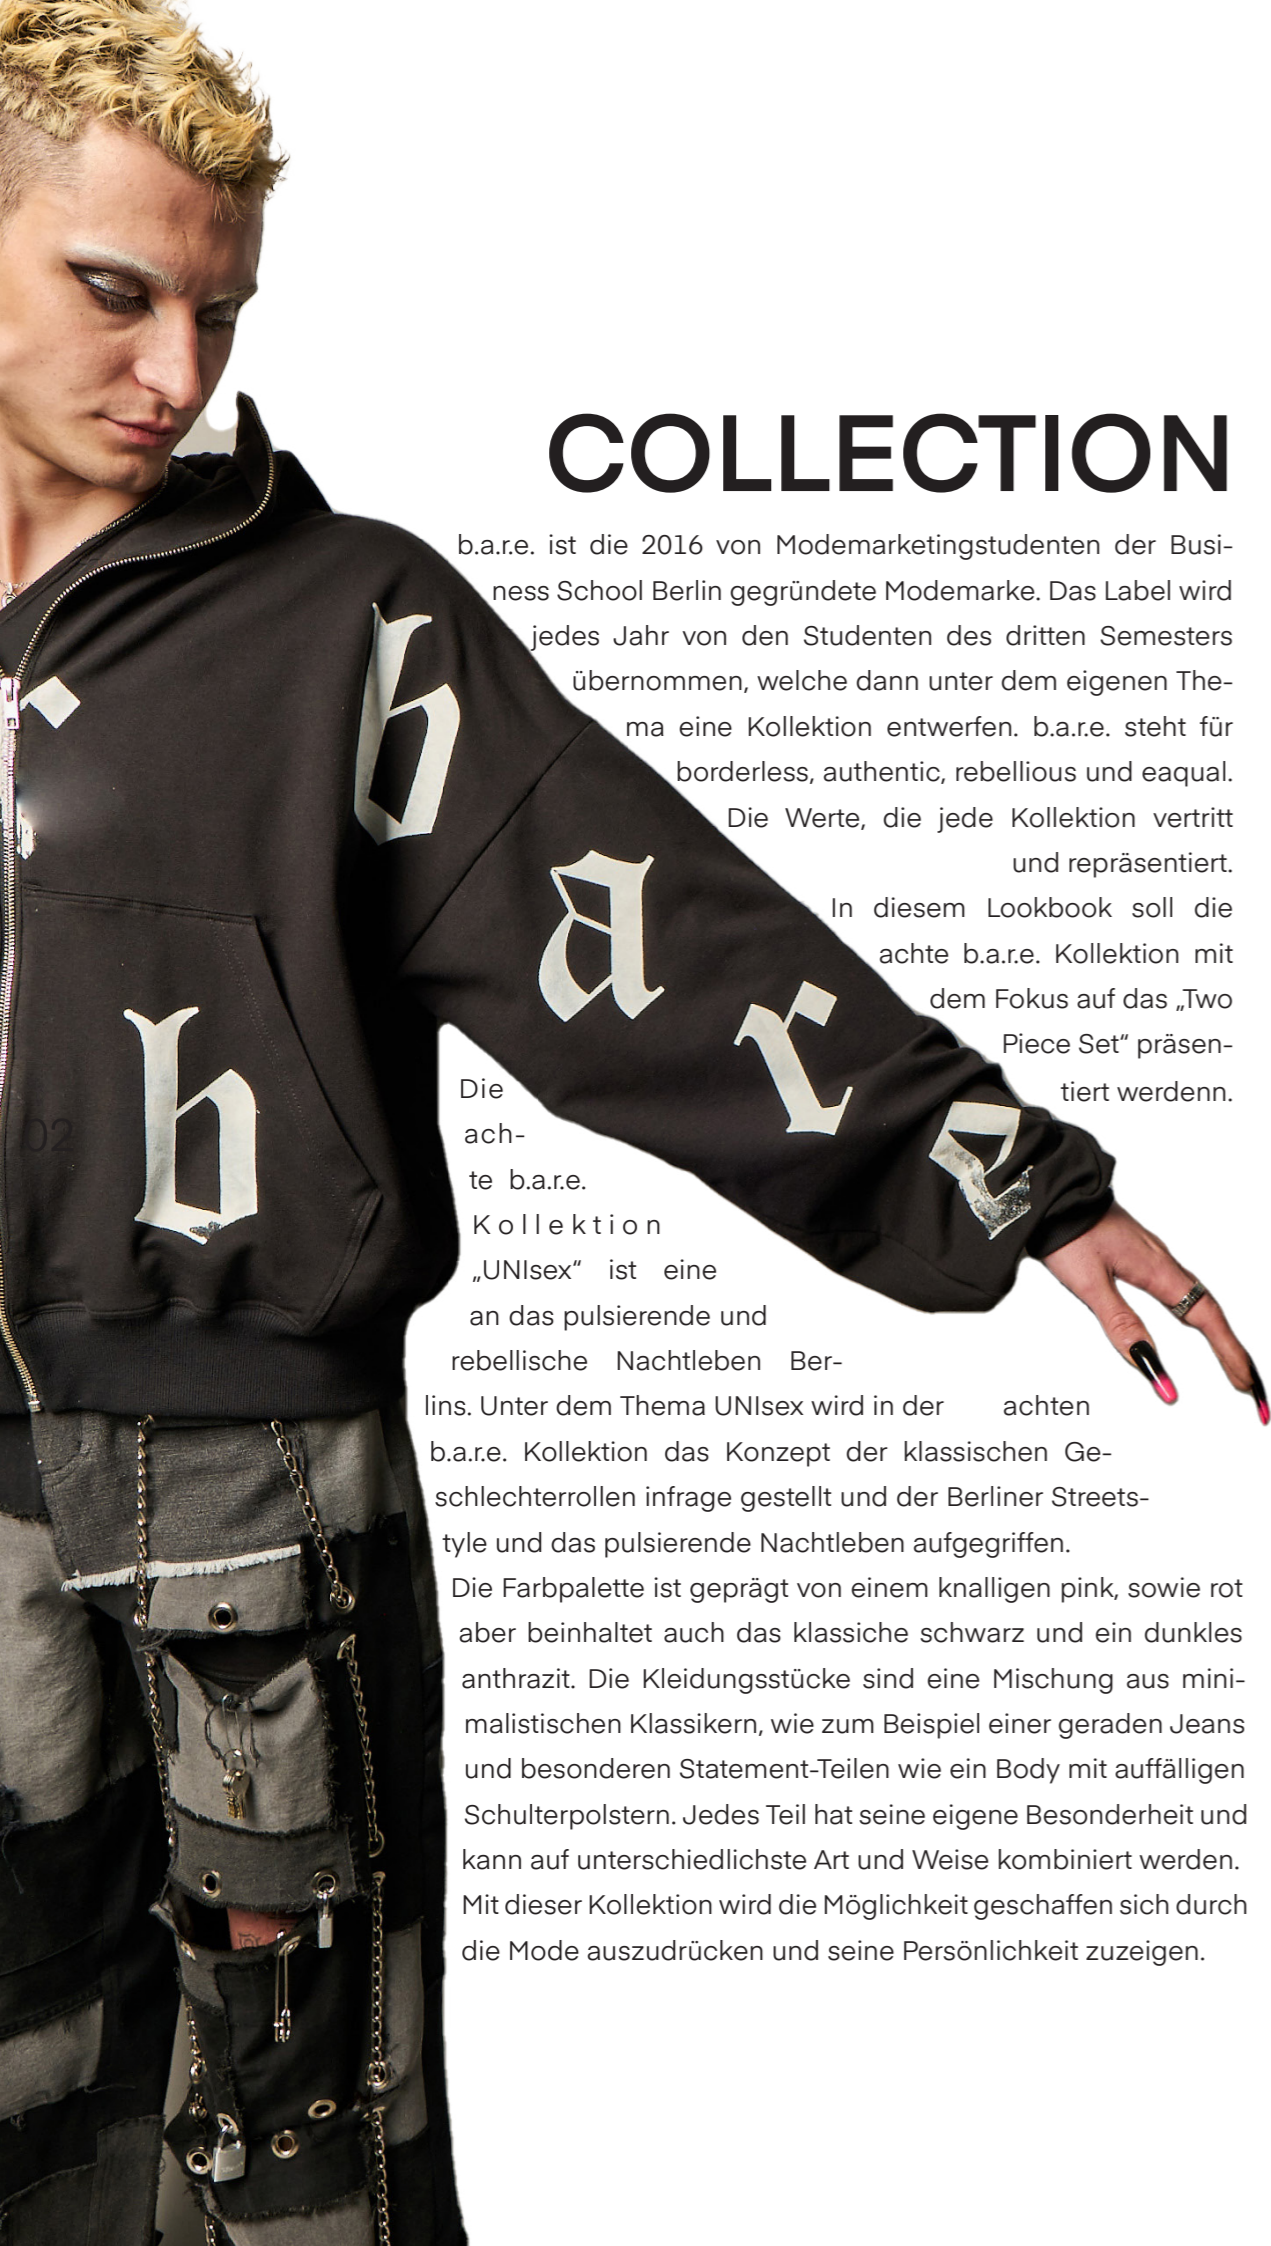 COLLECTION
b.a.r.e. ist die 2016 von Modemarketingstudenten der Busi-
ness School Berlin gegründete Modemarke. Das Label wird
jedes Jahr von den Studenten des dritten Semesters
übernommen, welche dann unter dem eigenen The-
ma eine Kollektion entwerfen. b.a.r.e. steht für
borderless, authentic, rebellious und eaqual.
Die Werte, die jede Kollektion vertritt
und repräsentiert.
In diesem Lookbook soll die
achte b.a.r.e. Kollektion mit
dem Fokus auf das „Two
Piece Set“ präsen-
tiert werdenn.
Die
ach-
te b.a.r.e.
Kollektion
„UNIsex“ ist eine
an das pulsierende und
rebellische Nachtleben Ber-
lins. Unter dem Thema UNIsex wird in der achten
b.a.r.e. Kollektion das Konzept der klassischen Ge-
schlechterrollen infrage gestellt und der Berliner Streets-
tyle und das pulsierende Nachtleben aufgegriffen.
Die Farbpalette ist geprägt von einem knalligen pink, sowie rot
aber beinhaltet auch das klassiche schwarz und ein dunkles
anthrazit. Die Kleidungsstücke sind eine Mischung aus mini-
malistischen Klassikern, wie zum Beispiel einer geraden Jeans
und besonderen Statement-Teilen wie ein Body mit auffälligen
Schulterpolstern. Jedes Teil hat seine eigene Besonderheit und
kann auf unterschiedlichste Art und Weise kombiniert werden.
Mit dieser Kollektion wird die Möglichkeit geschaffen sich durch
die Mode auszudrücken und seine Persönlichkeit zuzeigen.
bare
r
b
02